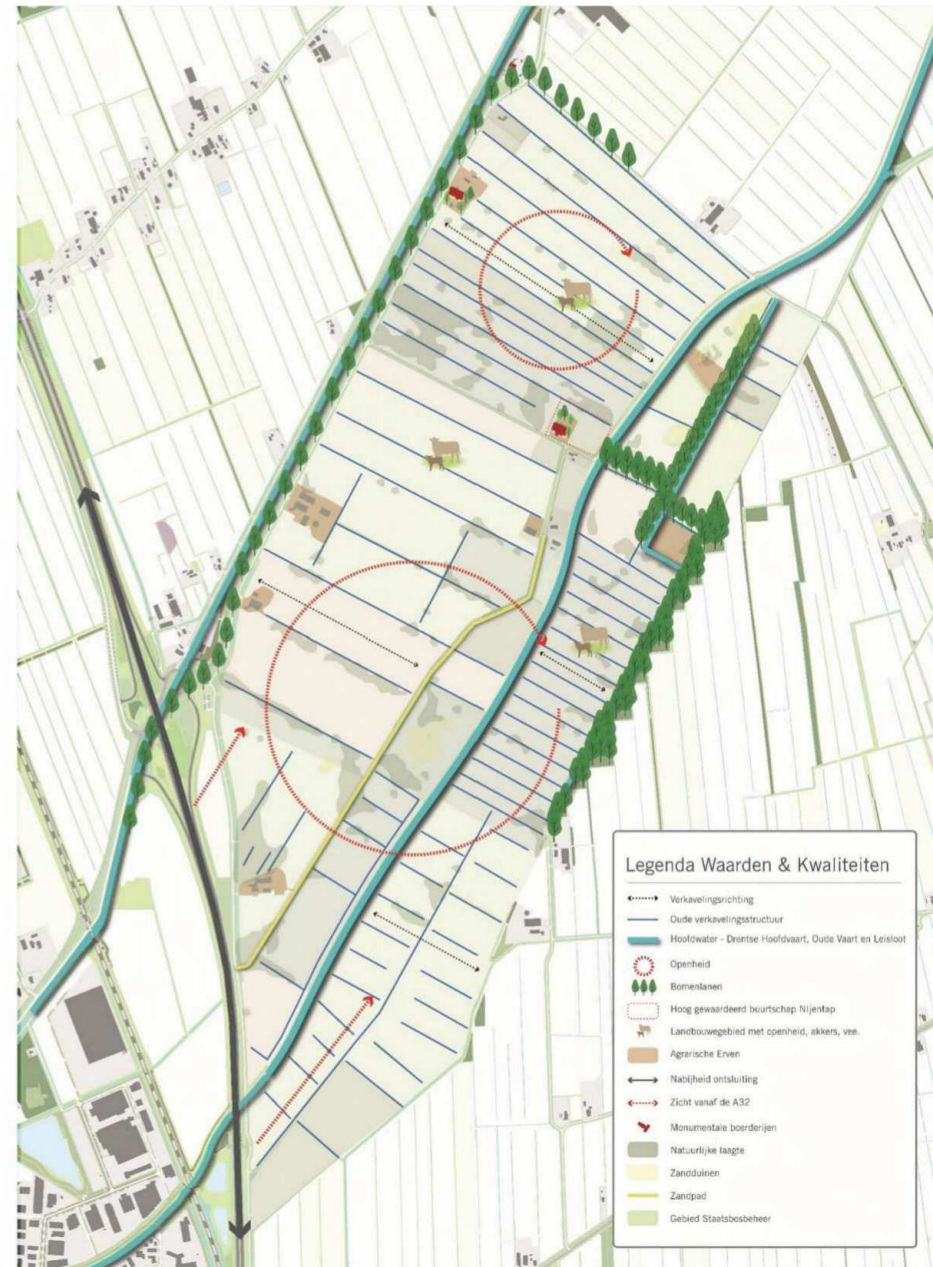 Legenda Waarden & Kwaliteiten
Verkavelingsrichting
Oude verkavelingsstructuur
Hoofdwater - Drentse Hoofdvaart, Oude Vaart en Leisloot
Openheid
Bomenlanen
Hoog gewaardeerd buurtschap Nijentap
Landbouwgebied met openheid, akkers, vee.
Agrarische Erven
Nabijheid ontsluiting
Zicht vanaf de A32
Monumentale boerderijen
Natuurlijke laagte
Zandduinen
Zandpad
Gebied Staatsbosbeheer